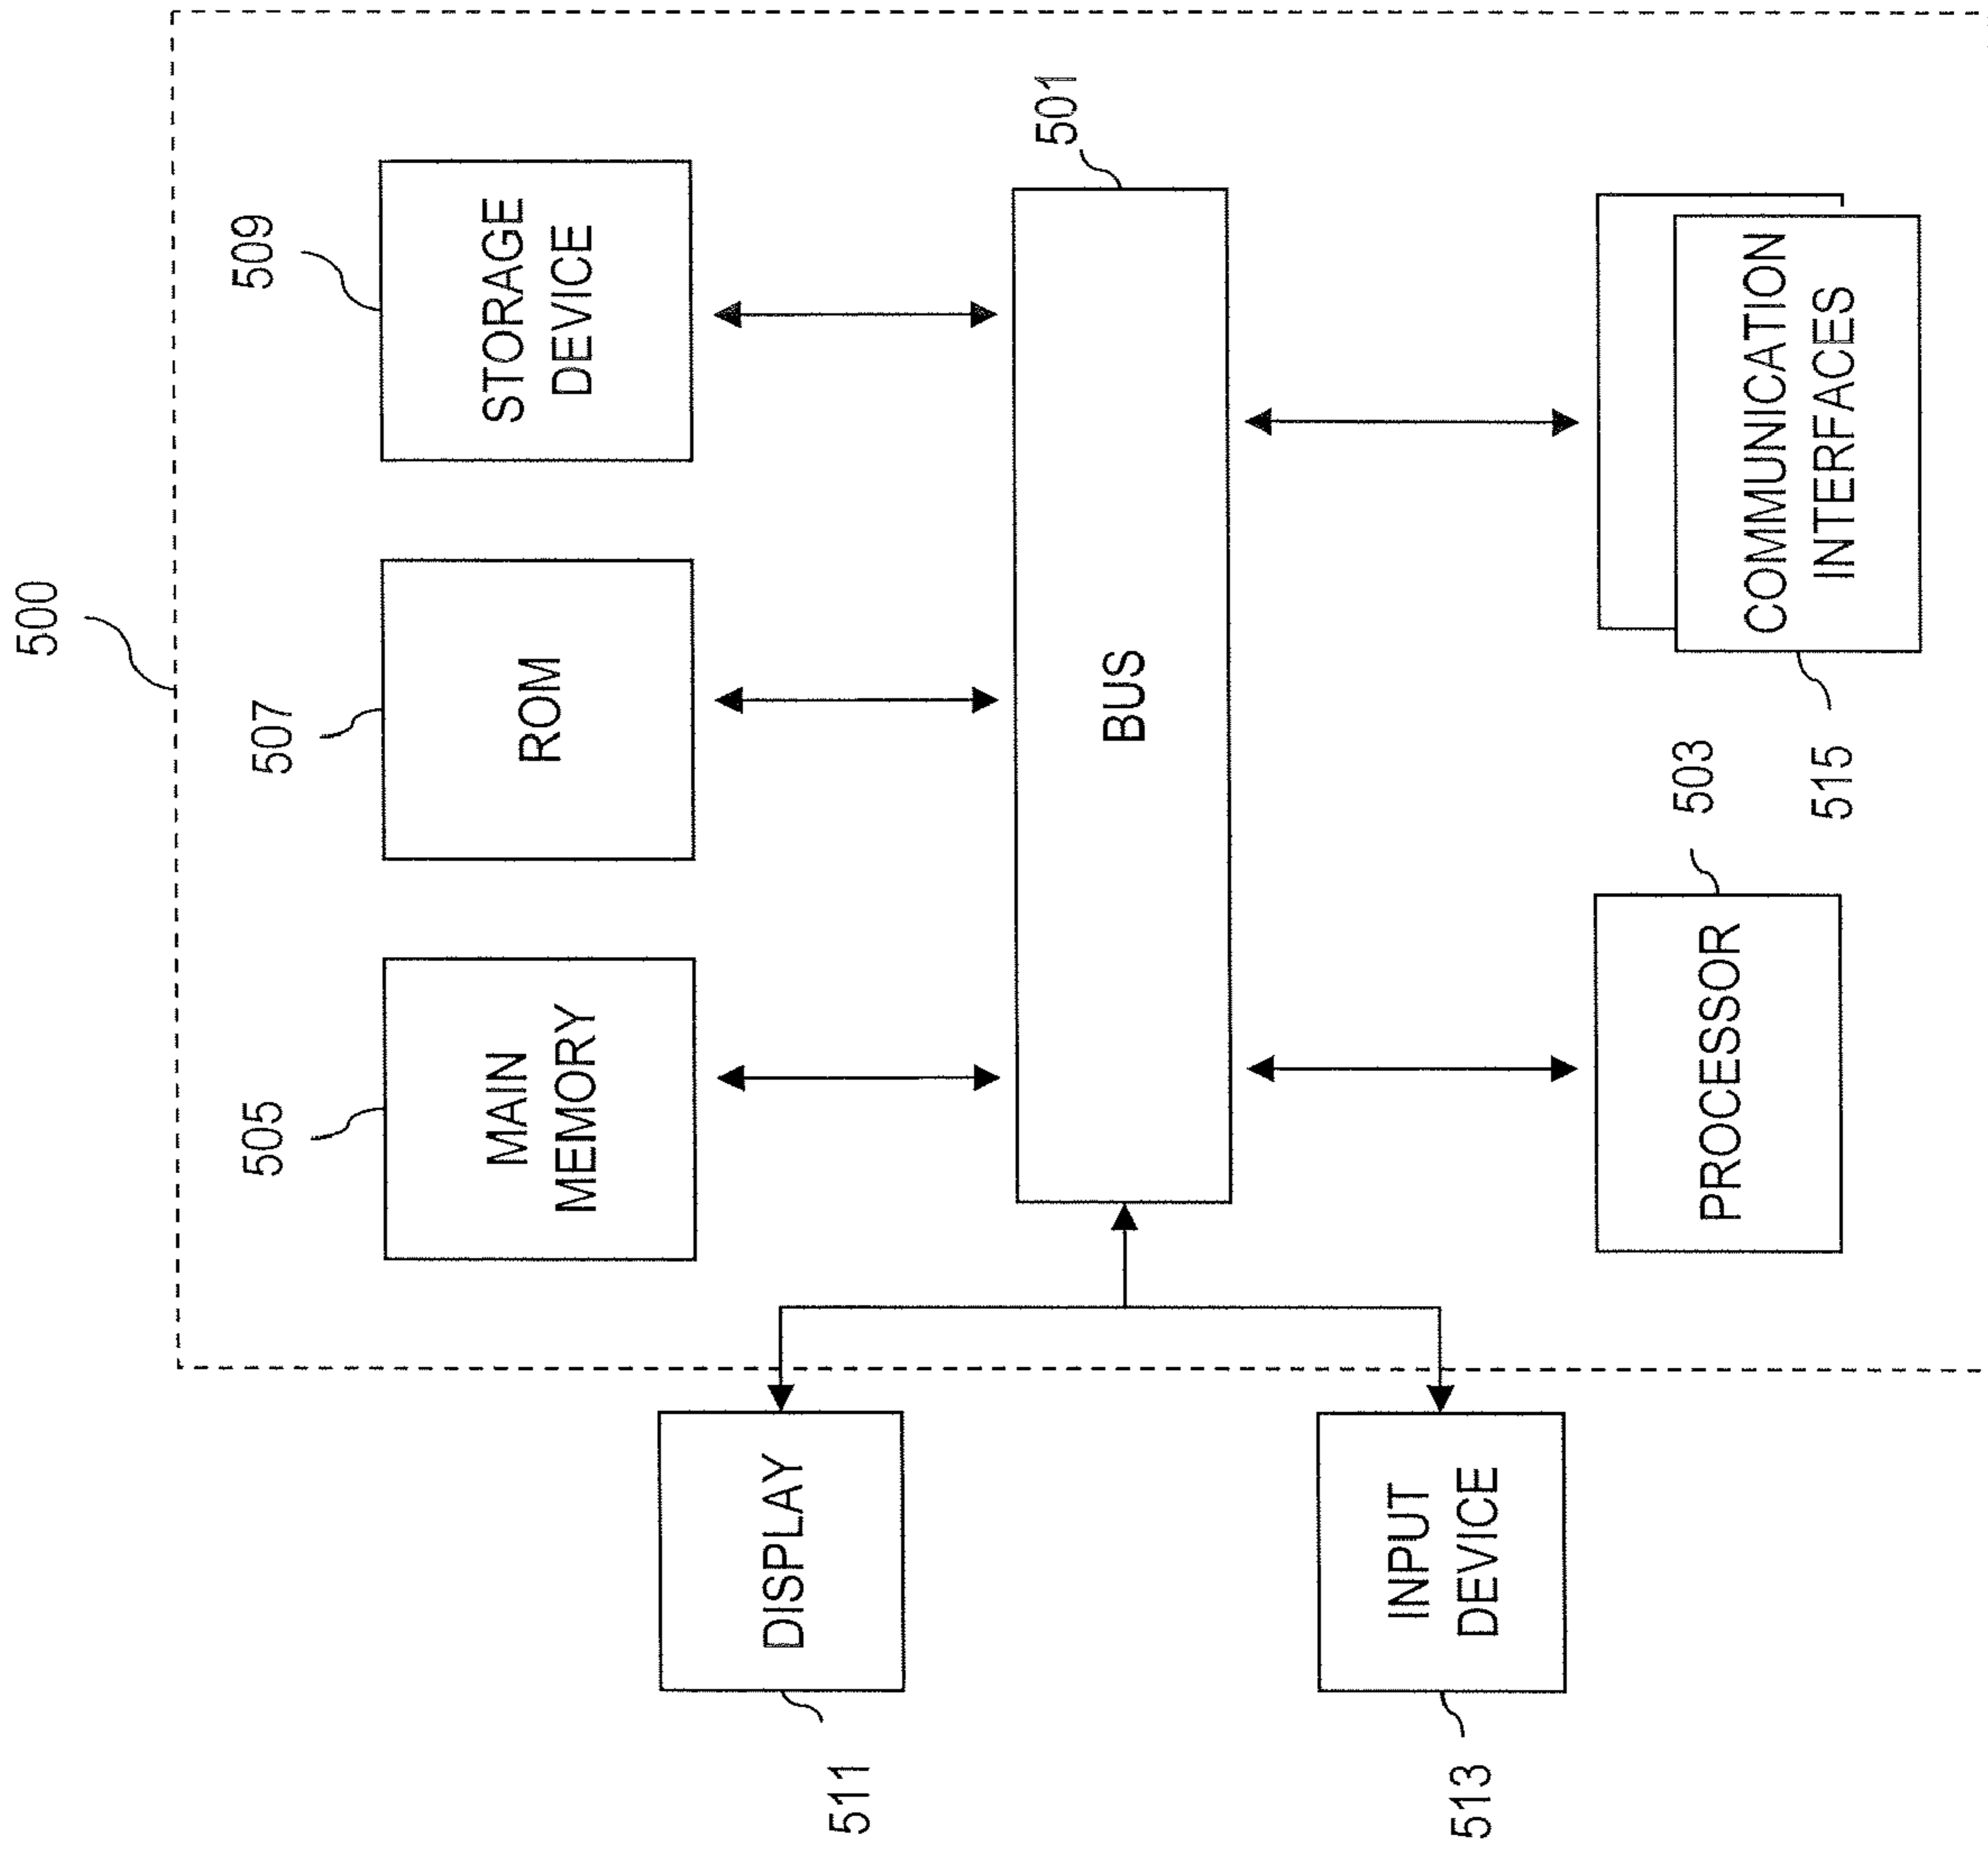 500
505
507
509
MAIN
MEMORY
ROM
STORAGE
DEVICE
511
DISPLAY
BUS
501
513
INPUT
DEVICE
PROCESSOR
503
515
COMMUNICATION
INTERFACES